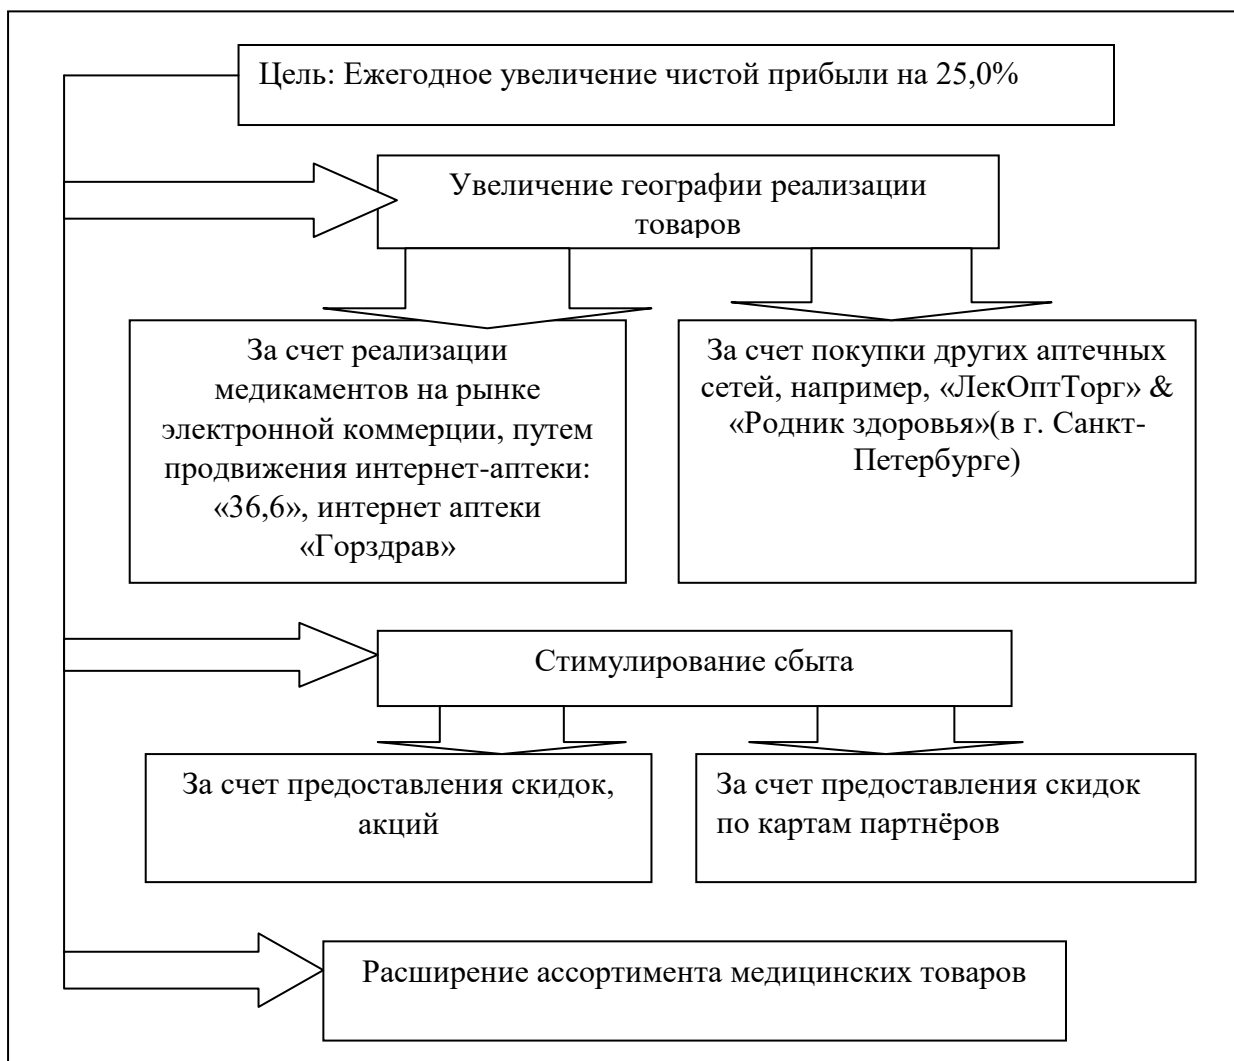 Цель: Ежегодное увеличение чистой прибыли на 25,0%
Увеличение географии реализации
товаров
За счет реализации
медикаментов на рынке
электронной коммерции, путем
продвижения интернет-аптеки:
«36,6», интернет аптеки
«Горздрав»
За счет покупки других аптечных
сетей, например, «ЛекОптТорг» &
«Родник здоровья»(в г. Санкт-
Петербурге)
Стимулирование сбыта
За счет предоставления скидок,
акций
За счет предоставления скидок
по картам партнёров
Расширение ассортимента медицинских товаров